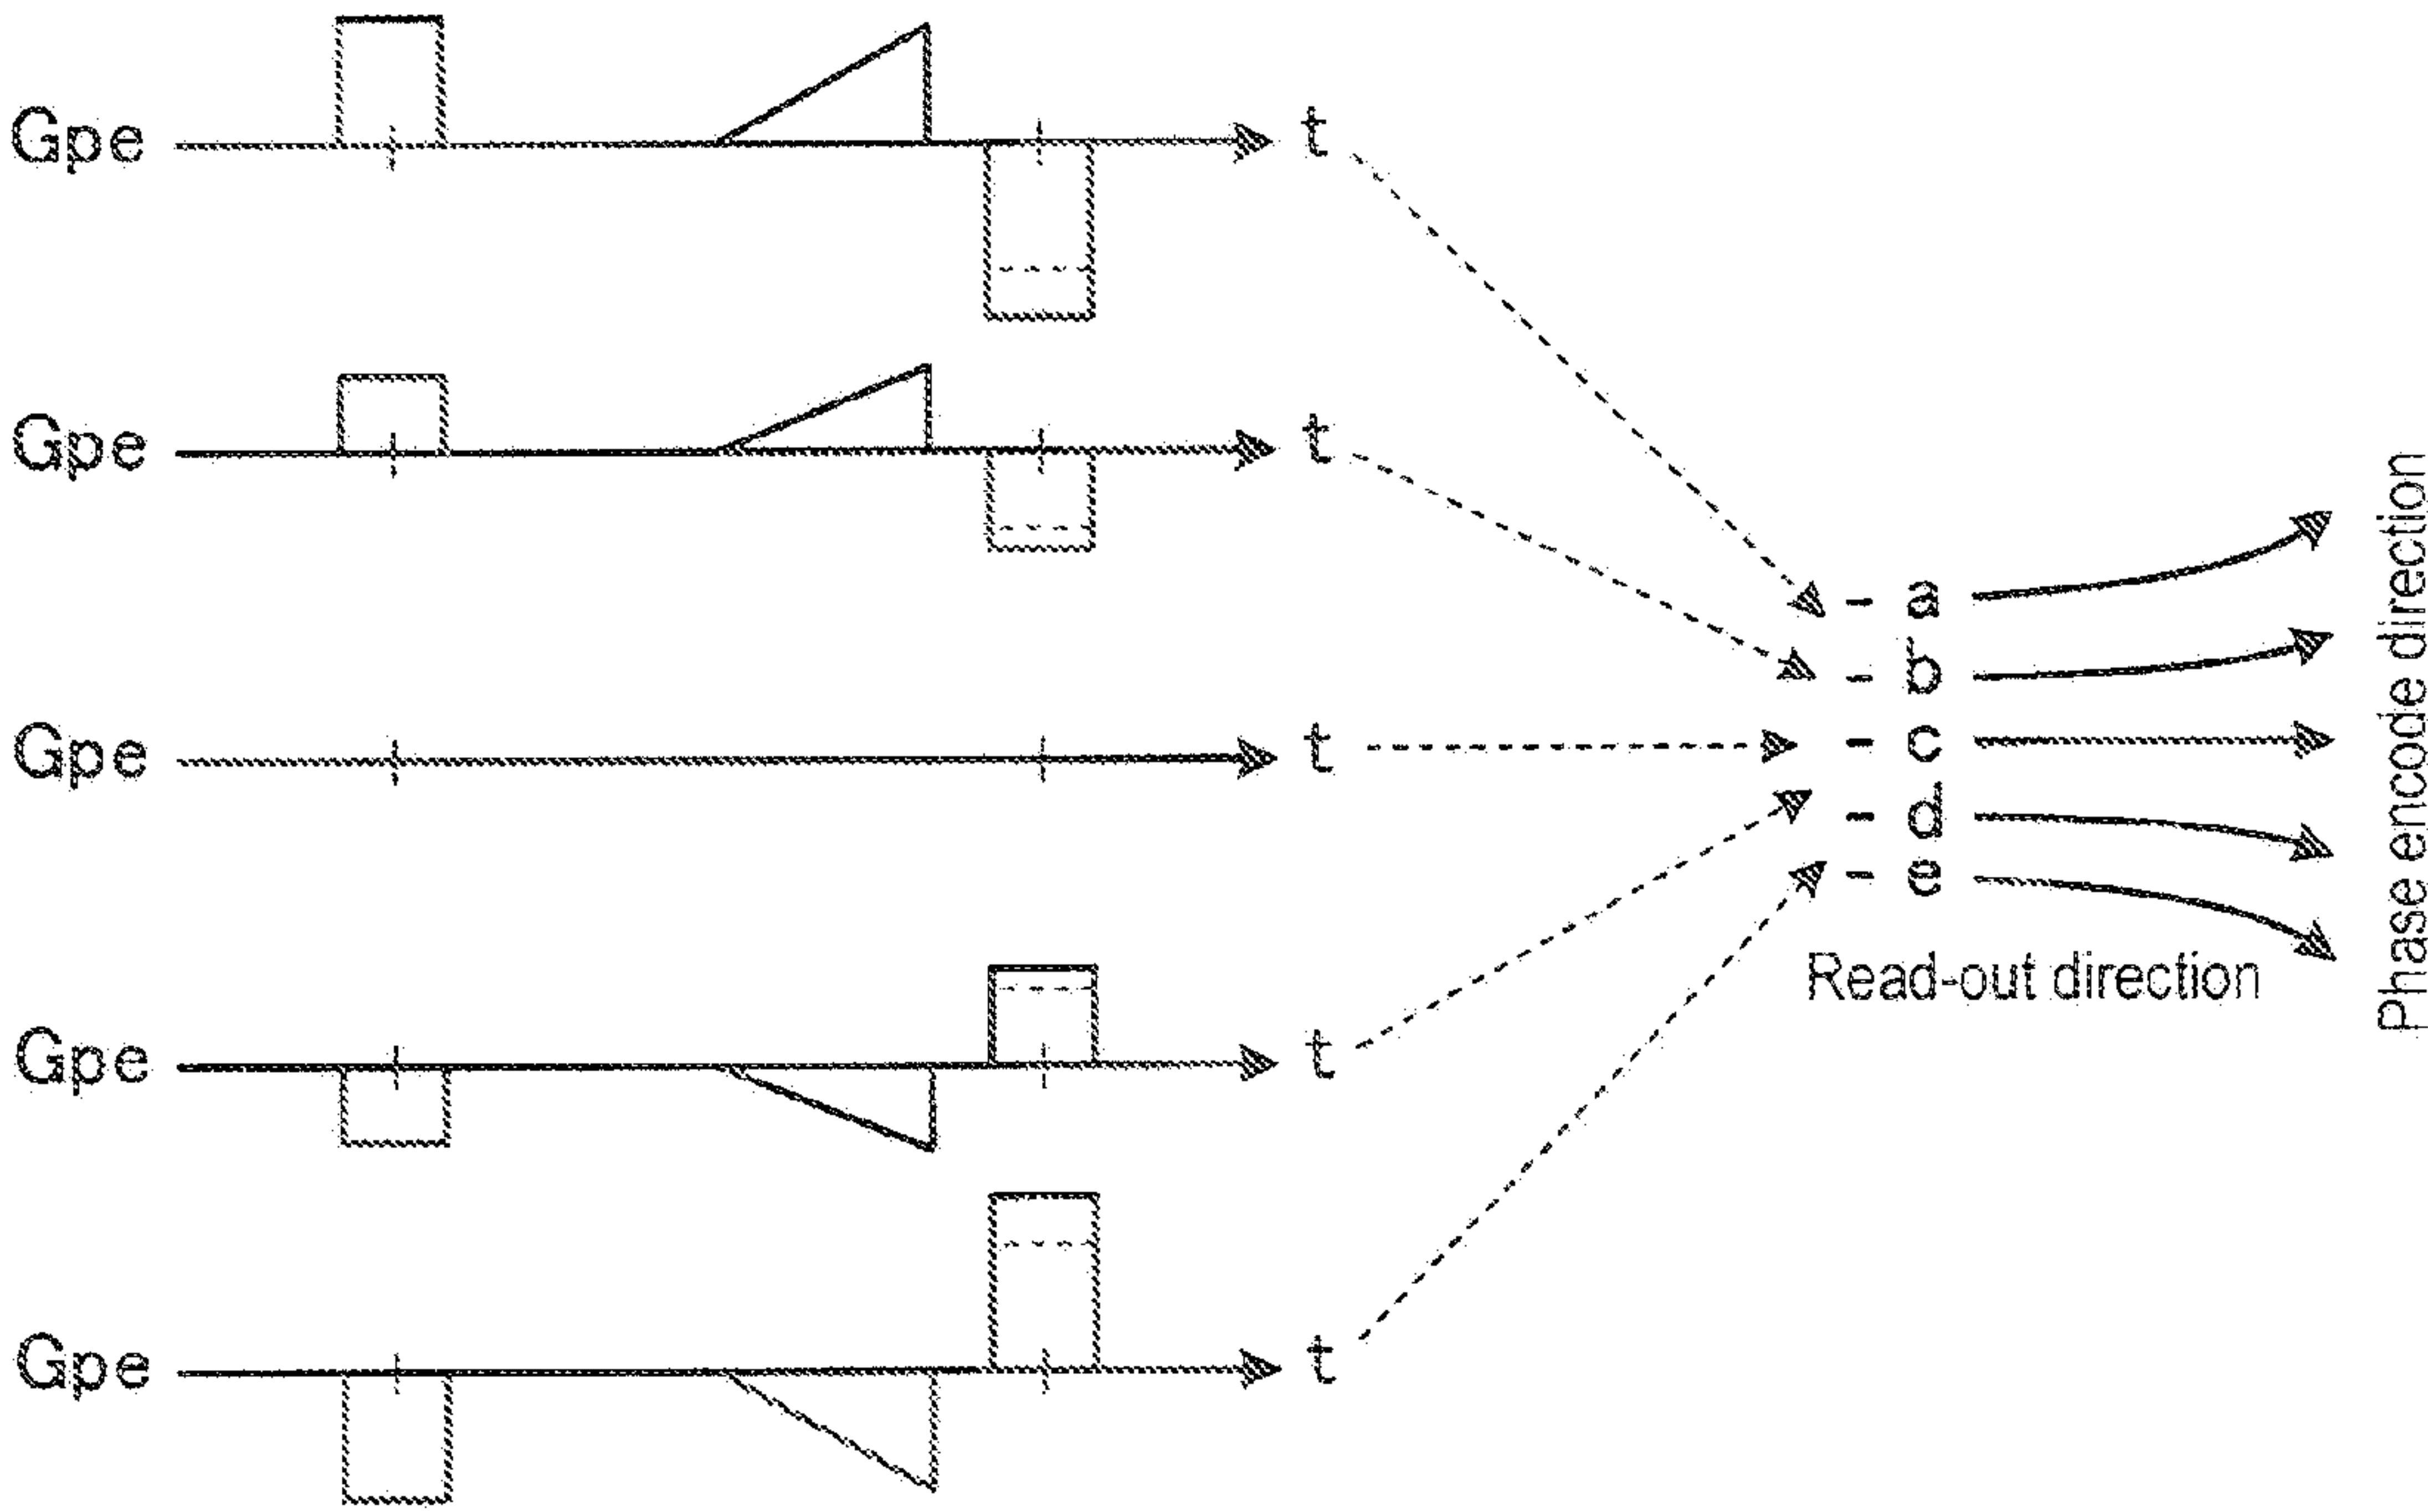 Gpe t
Gpe t
Gpe t
Gpe t
Gpe t
- a
- b
- c
- d
- e
Read-out direction
Phase encode direction